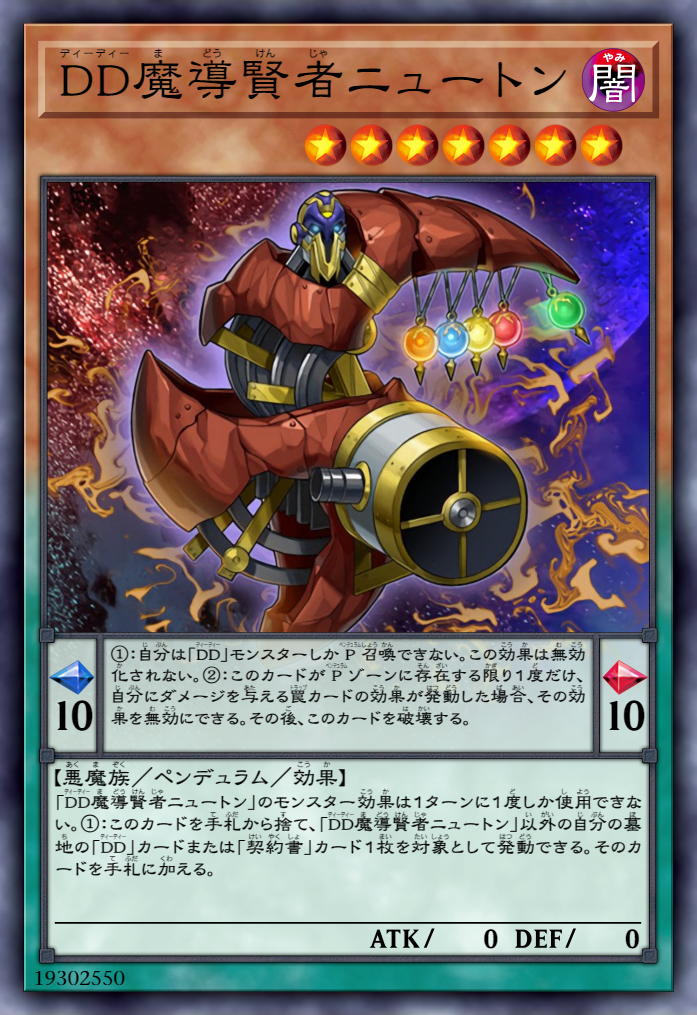 DD魔導賢者ニュートン
闇
10
①:自分は「DD」モンスターしかP召喚できない。この効果は無効
化されない。②:このカードがPゾーンに存在する限り1度だけ、
自分にダメージを与える罠カードの効果が発動した場合、その効
果を無効にできる。その後、このカードを破壊する。
10
【悪魔族/ペンデュラム/効果】
「DD魔導賢者ニュートン」のモンスター効果は1ターンに1度しか使用できな
い。①:このカードを手札から捨て、「DD魔導賢者ニュートン」以外の自分の墓
地の「DD」カードまたは「契約書」カード1枚を対象として発動できる。そのカ
ードを手札に加える。
ATK/ 0 DEF/ 0
19302550